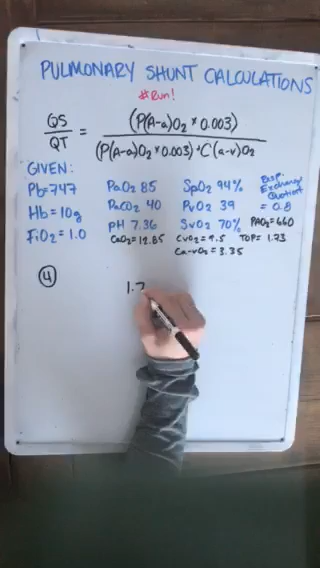 PULMONARY SHUNT CALCULATIONS
#Run!
QS/QT = (P(A-a)O₂ × 0.003) / (P(A-a)O₂ × 0.003) + C(a-v)O₂
GIVEN:
Pb=747 PaO₂ 85 SpO₂ 94% Resp. Exchange Quotient = 0.8
Hb=10g PaCO₂ 40 PvO₂ 39 PAO₂=660
FiO₂=1.0 pH 7.36 SvO₂ 70% TOP= 1.73
CaO₂=12.85 CvO₂=9.5
Ca-vO₂=3.35
④
1.7